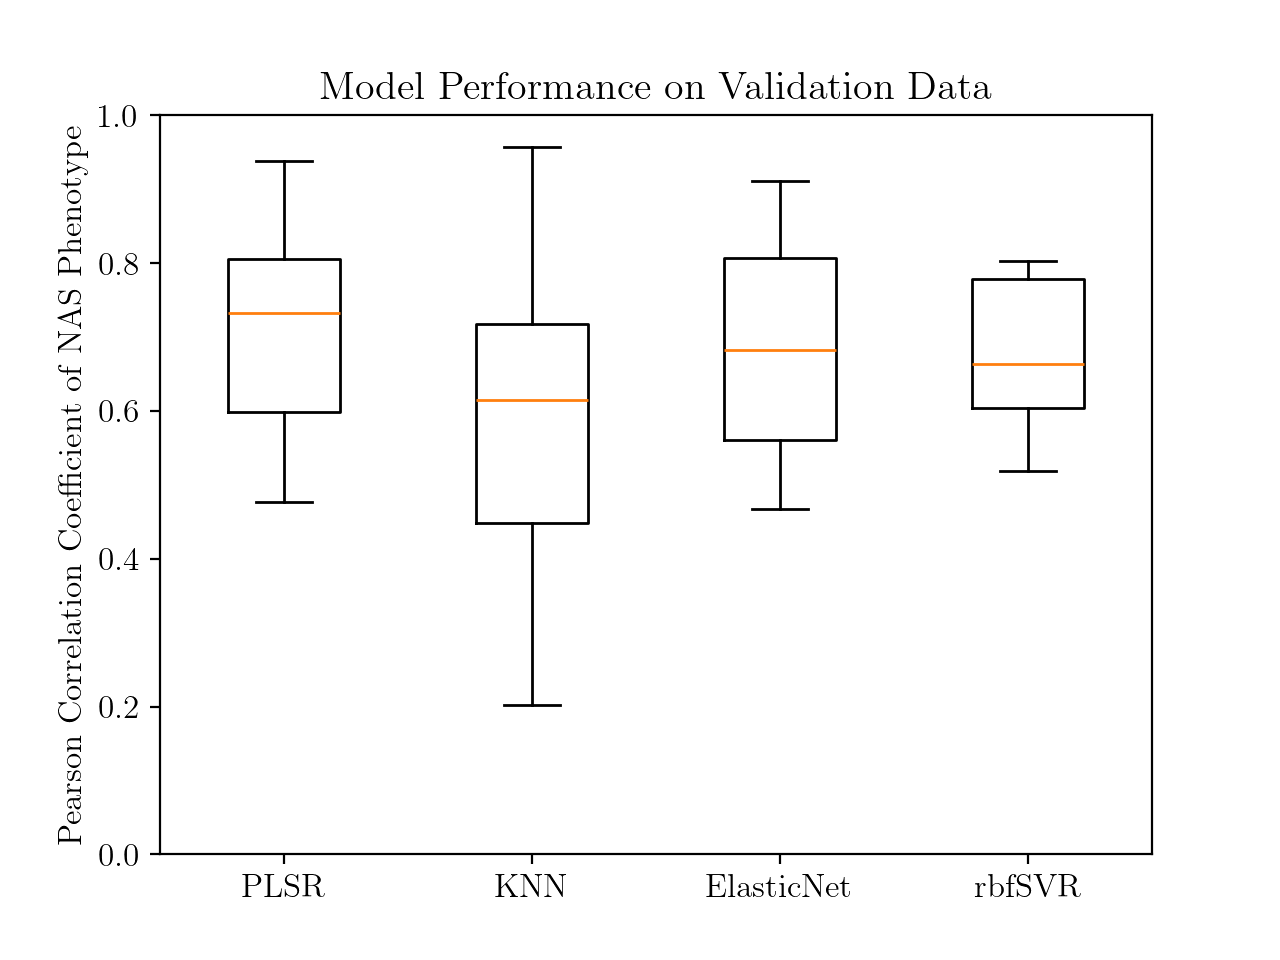 Model Performance on Validation Data
Pearson Correlation Coefficient of NAS Phenotype
1.0
0.8
0.6
0.4
0.2
0.0
PLSR
KNN
ElasticNet
rbfSVR